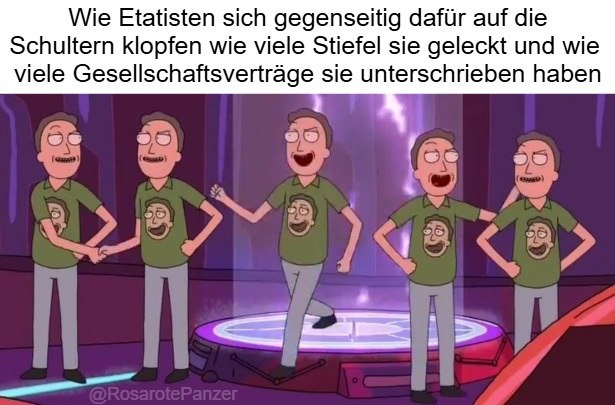 Wie Etatisten sich gegenseitig dafür auf die
Schultern klopfen wie viele Stiefel sie geleckt und wie
viele Gesellschaftsverträge sie unterschrieben haben
@RosarotePanzer